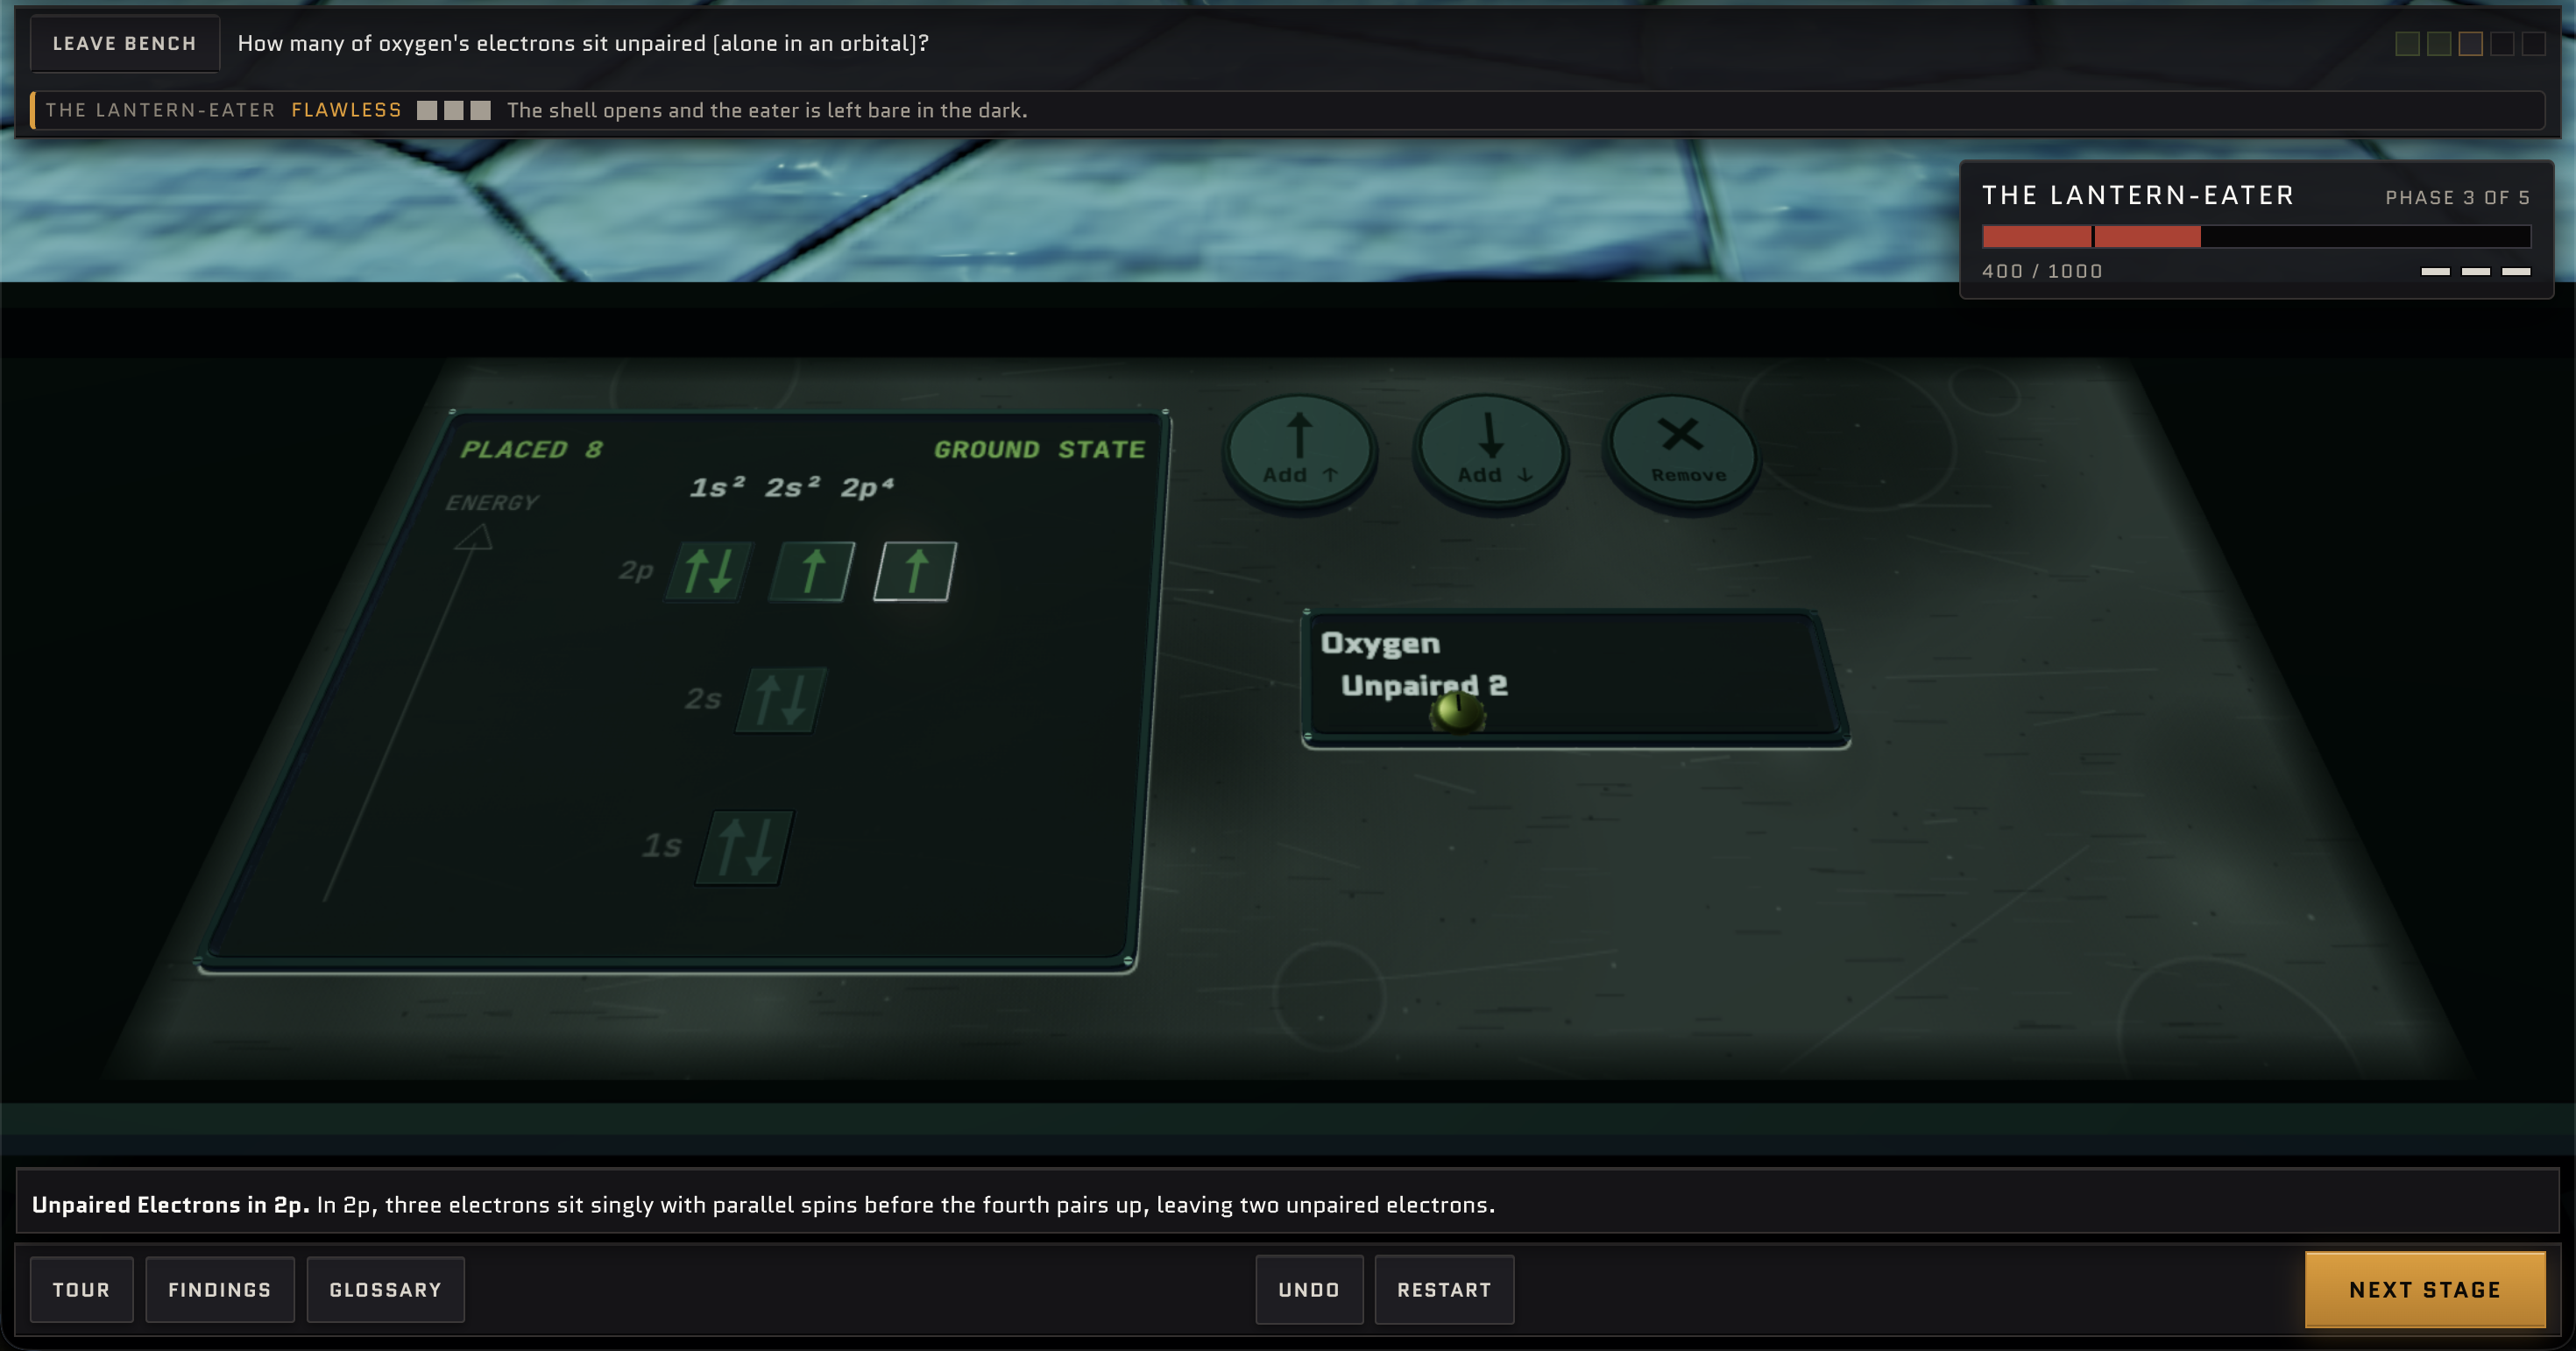 LEAVE BENCH
How many of oxygen's electrons sit unpaired (alone in an orbital)?
THE LANTERN-EATER FLAWLESS The shell opens and the eater is left bare in the dark.
THE LANTERN-EATER PHASE 3 OF 5
400 / 1000
PLACED 8 GROUND STATE
1s² 2s² 2p⁴
ENERGY
2p ↑↓ ↑ ↑
2s ↑↓
1s ↑↓
↑ ↓ ✕
Add ↑ Add ↓ Remove
Oxygen
Unpaired 2
Unpaired Electrons in 2p. In 2p, three electrons sit singly with parallel spins before the fourth pairs up, leaving two unpaired electrons.
TOUR FINDINGS GLOSSARY UNDO RESTART NEXT STAGE